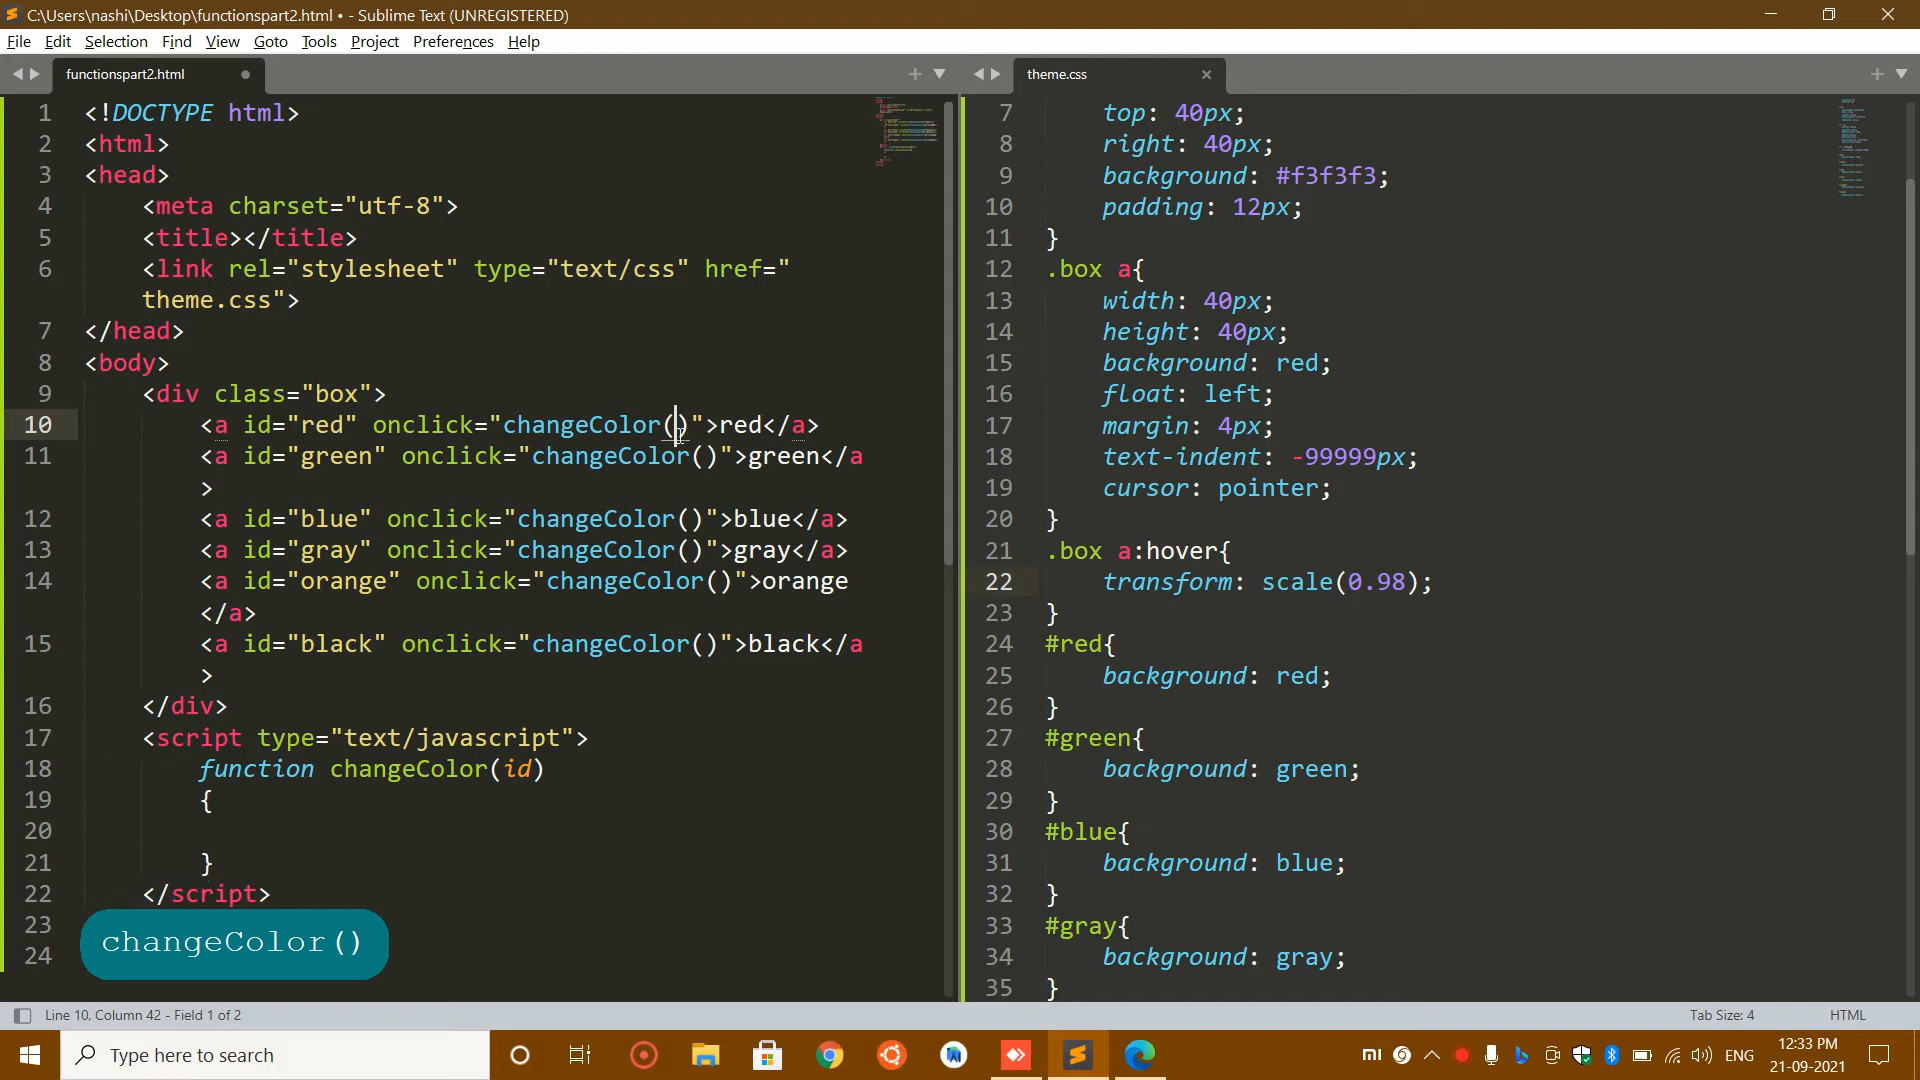 C:\Users\nashi\Desktop\functionspart2.html • - Sublime Text (UNREGISTERED)
File Edit Selection Find View Goto Tools Project Preferences Help
functionspart2.html
1 <!DOCTYPE html>
2 <html>
3 <head>
4 <meta charset="utf-8">
5 <title></title>
6 <link rel="stylesheet" type="text/css" href="
theme.css">
7 </head>
8 <body>
9 <div class="box">
10 <a id="red" onclick="changeColor()">red</a>
11 <a id="green" onclick="changeColor()">green</a
>
12 <a id="blue" onclick="changeColor()">blue</a>
13 <a id="gray" onclick="changeColor()">gray</a>
14 <a id="orange" onclick="changeColor()">orange
</a>
15 <a id="black" onclick="changeColor()">black</a
>
16 </div>
17 <script type="text/javascript">
18 function changeColor(id)
19 {
20
21 }
22 </script>
23
24
changeColor()
theme.css
7 top: 40px;
8 right: 40px;
9 background: #f3f3f3;
10 padding: 12px;
11 }
12 .box a{
13 width: 40px;
14 height: 40px;
15 background: red;
16 float: left;
17 margin: 4px;
18 text-indent: -99999px;
19 cursor: pointer;
20 }
21 .box a:hover{
22 transform: scale(0.98);
23 }
24 #red{
25 background: red;
26 }
27 #green{
28 background: green;
29 }
30 #blue{
31 background: blue;
32 }
33 #gray{
34 background: gray;
35 }
Line 10, Column 42 - Field 1 of 2
Tab Size: 4
HTML
Type here to search
ENG
12:33 PM
21-09-2021